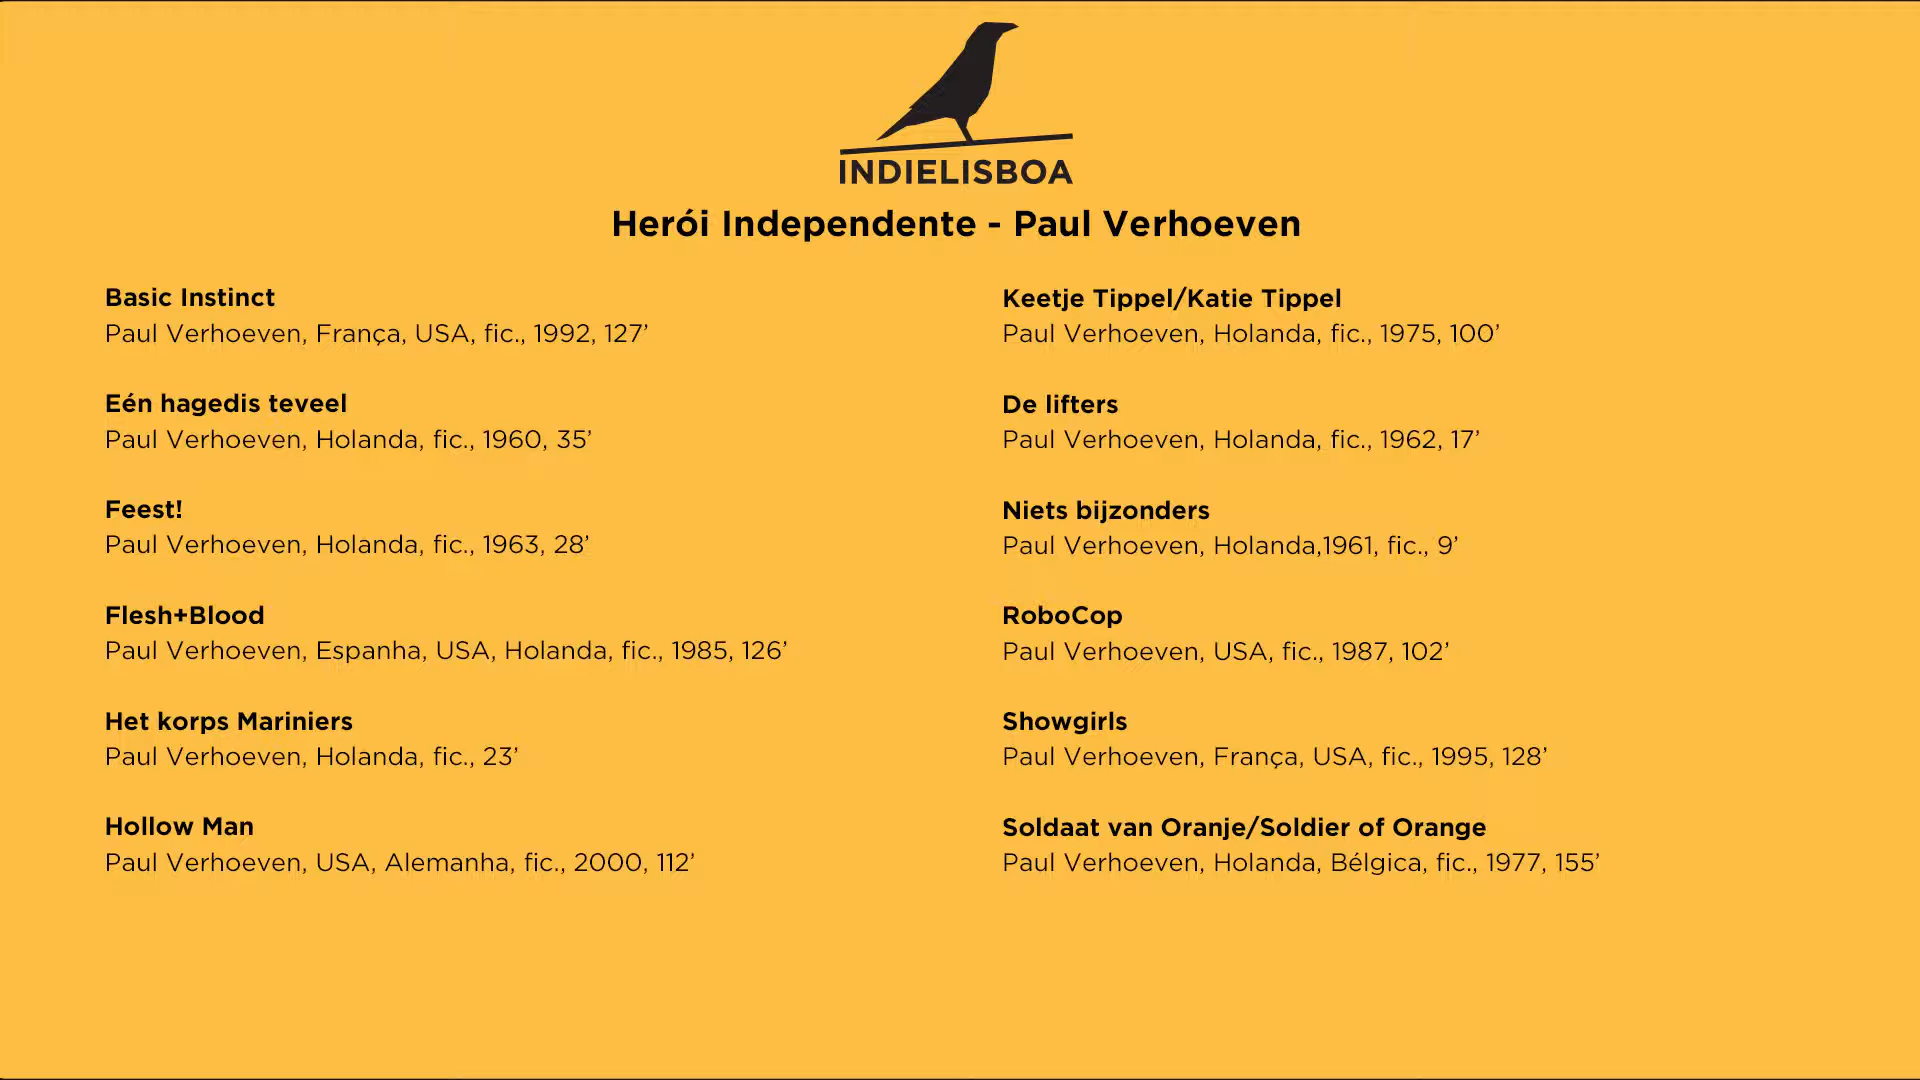 INDIELISBOA
Herói Independente - Paul Verhoeven
Basic Instinct
Paul Verhoeven, França, USA, fic., 1992, 127’
Eén hagedis teveel
Paul Verhoeven, Holanda, fic., 1960, 35’
Feest!
Paul Verhoeven, Holanda, fic., 1963, 28’
Flesh+Blood
Paul Verhoeven, Espanha, USA, Holanda, fic., 1985, 126’
Het korps Mariniers
Paul Verhoeven, Holanda, fic., 23’
Hollow Man
Paul Verhoeven, USA, Alemanha, fic., 2000, 112’
Keetje Tippel/Katie Tippel
Paul Verhoeven, Holanda, fic., 1975, 100’
De lifters
Paul Verhoeven, Holanda, fic., 1962, 17’
Niets bijzonders
Paul Verhoeven, Holanda,1961, fic., 9’
RoboCop
Paul Verhoeven, USA, fic., 1987, 102’
Showgirls
Paul Verhoeven, França, USA, fic., 1995, 128’
Soldaat van Oranje/Soldier of Orange
Paul Verhoeven, Holanda, Bélgica, fic., 1977, 155’